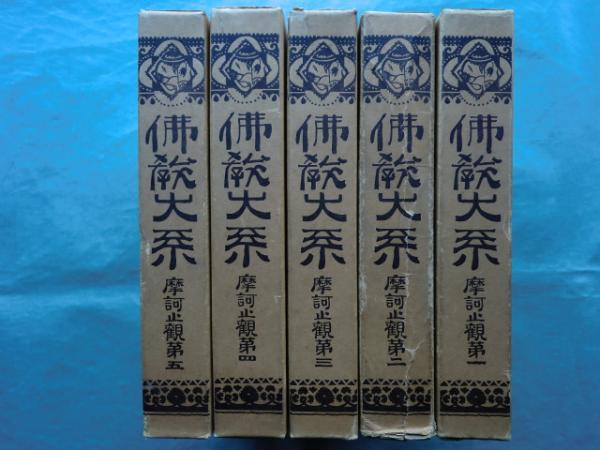 佛教大系 摩訶止觀第一
佛教大系 摩訶止觀第二
佛教大系 摩訶止觀第三
佛教大系 摩訶止觀第四
佛教大系 摩訶止觀第五